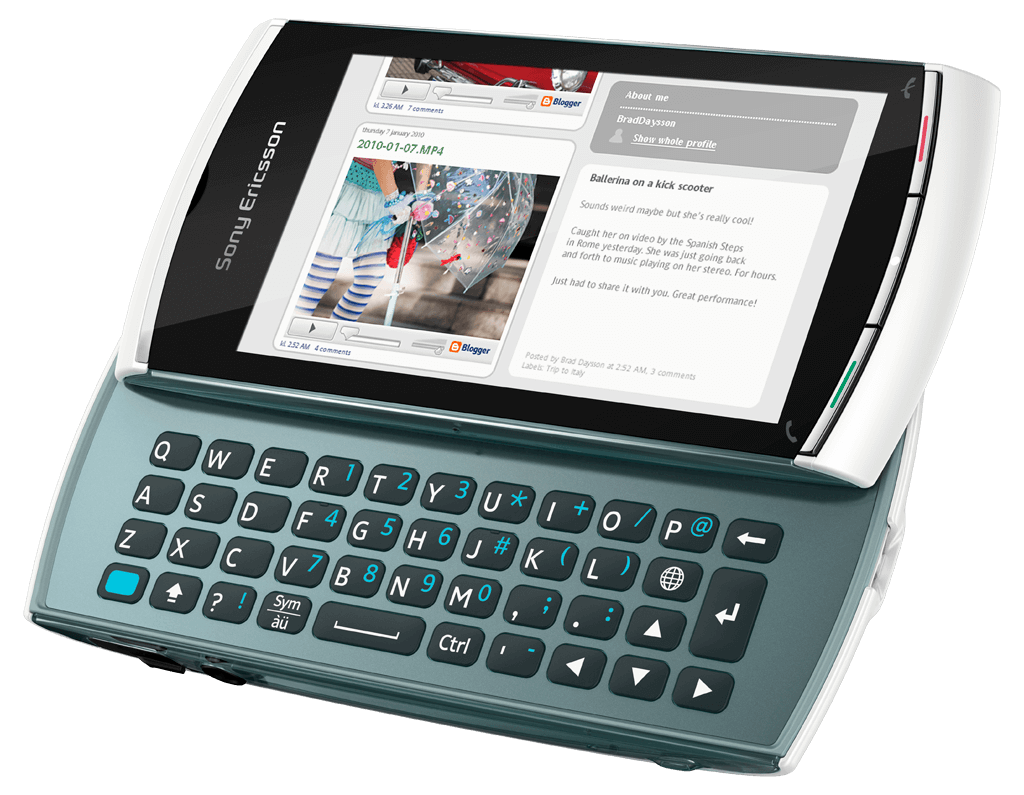 Sony Ericsson
kl. 2.26 AM 7 comments
Blogger
thursday 7 january 2010
2010-01-07.MP4
kl. 2.52 AM 4 comments
Blogger
About me
BradDaysson
Show whole profile
Ballerina on a kick scooter
Sounds weird maybe but she's really cool!
Caught her on video by the Spanish Steps
in Rome yesterday. She was just going back
and forth to music playing on her stereo. For hours.
Just had to share it with you. Great performance!
Posted by Brad Daysson at 2.52 AM, 3 comments
Labels: Trip to Italy
Q W E R 1 T 2 Y 3 U * I + O / P @
A S D F 4 G 5 H 6 J # K ( L )
Z X C V 7 B 8 N 9 M 0 , ; . :
? ! Sym
àü Ctrl ' -